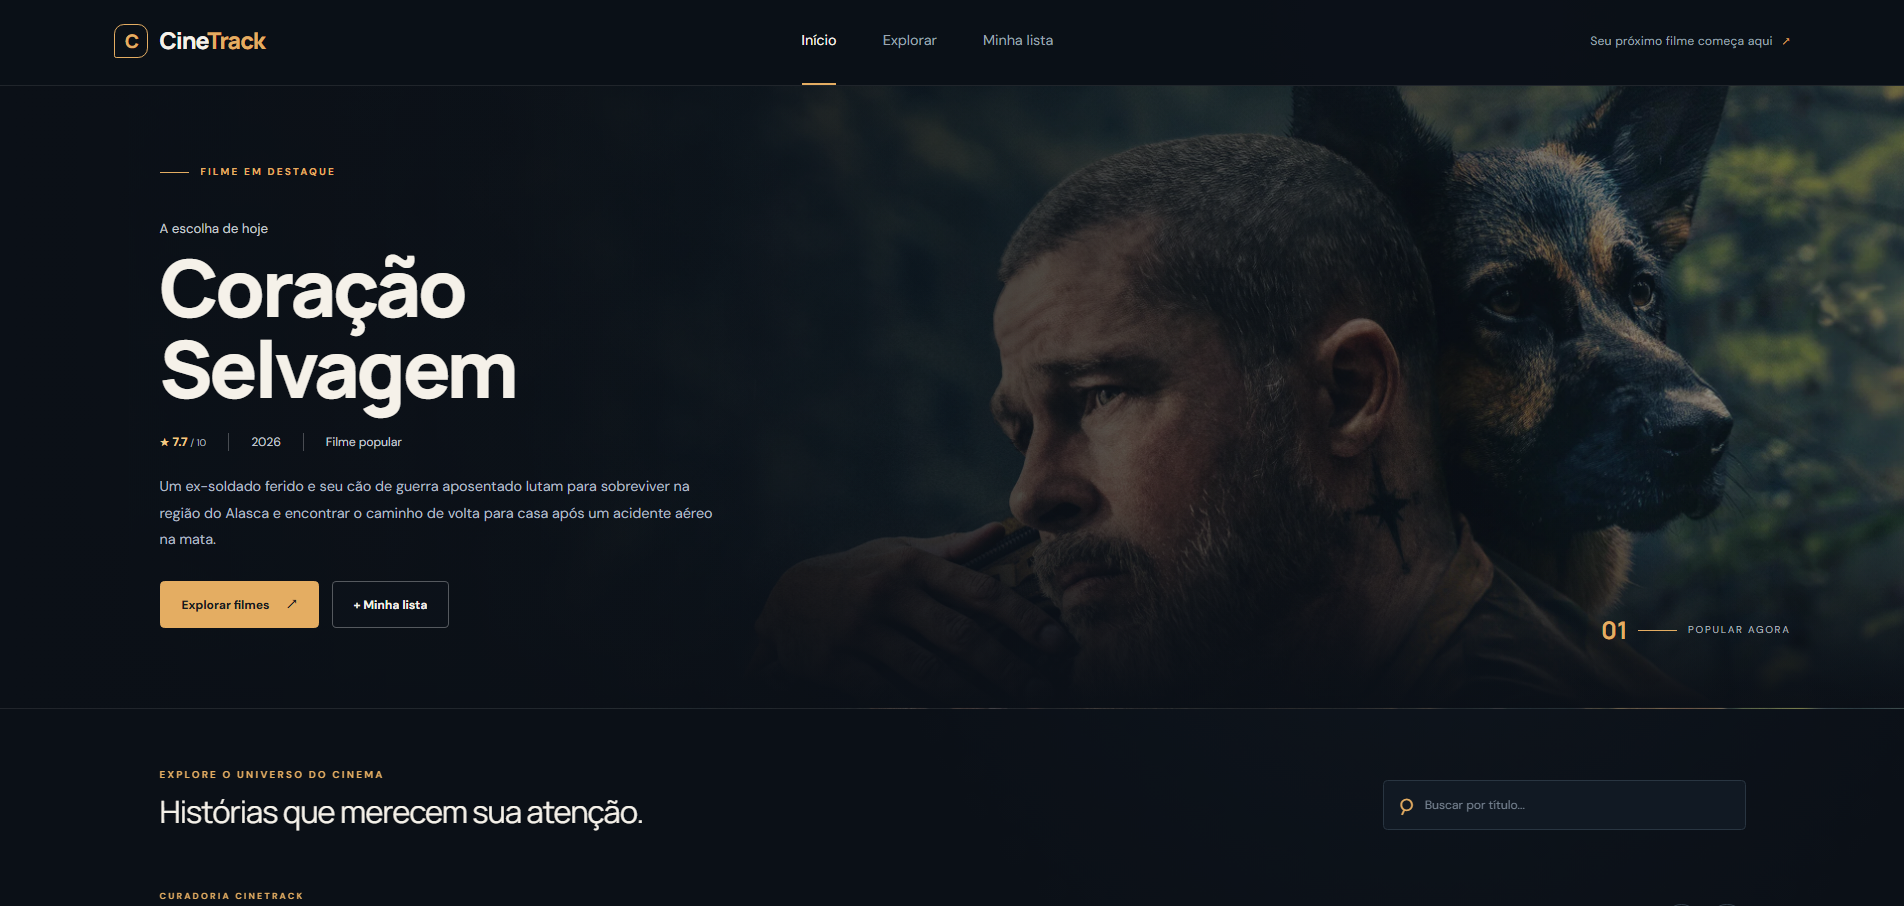 C CineTrack
Início
Explorar
Minha lista
Seu próximo filme começa aqui ↗
FILME EM DESTAQUE
A escolha de hoje
Coração
Selvagem
★ 7.7 / 10
2026
Filme popular
Um ex-soldado ferido e seu cão de guerra aposentado lutam para sobreviver na
região do Alasca e encontrar o caminho de volta para casa após um acidente aéreo
na mata.
Explorar filmes ↗
+ Minha lista
01
POPULAR AGORA
EXPLORE O UNIVERSO DO CINEMA
Histórias que merecem sua atenção.
Buscar por título...
CURADORIA CINETRACK